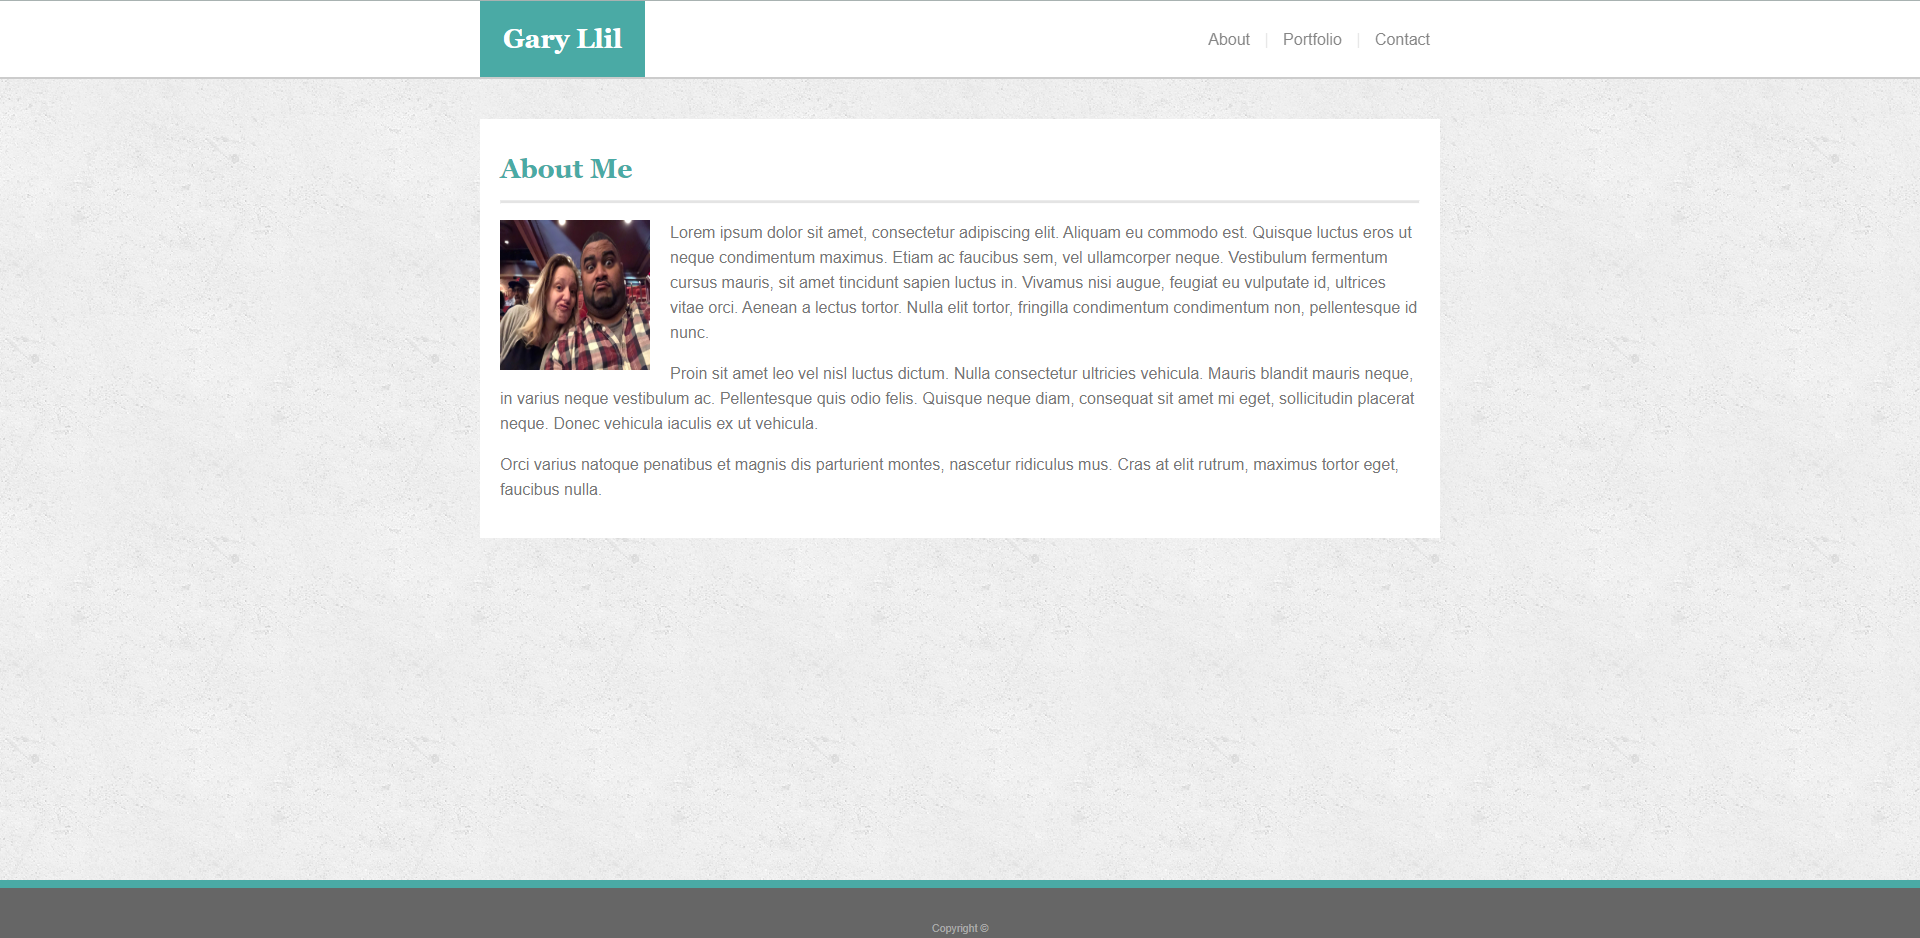 Gary Llil
About | Portfolio | Contact
About Me
Lorem ipsum dolor sit amet, consectetur adipiscing elit. Aliquam eu commodo est. Quisque luctus eros ut
neque condimentum maximus. Etiam ac faucibus sem, vel ullamcorper neque. Vestibulum fermentum
cursus mauris, sit amet tincidunt sapien luctus in. Vivamus nisi augue, feugiat eu vulputate id, ultrices
vitae orci. Aenean a lectus tortor. Nulla elit tortor, fringilla condimentum condimentum non, pellentesque id
nunc.
Proin sit amet leo vel nisl luctus dictum. Nulla consectetur ultricies vehicula. Mauris blandit mauris neque,
in varius neque vestibulum ac. Pellentesque quis odio felis. Quisque neque diam, consequat sit amet mi eget, sollicitudin placerat
neque. Donec vehicula iaculis ex ut vehicula.
Orci varius natoque penatibus et magnis dis parturient montes, nascetur ridiculus mus. Cras at elit rutrum, maximus tortor eget,
faucibus nulla.
Copyright ©